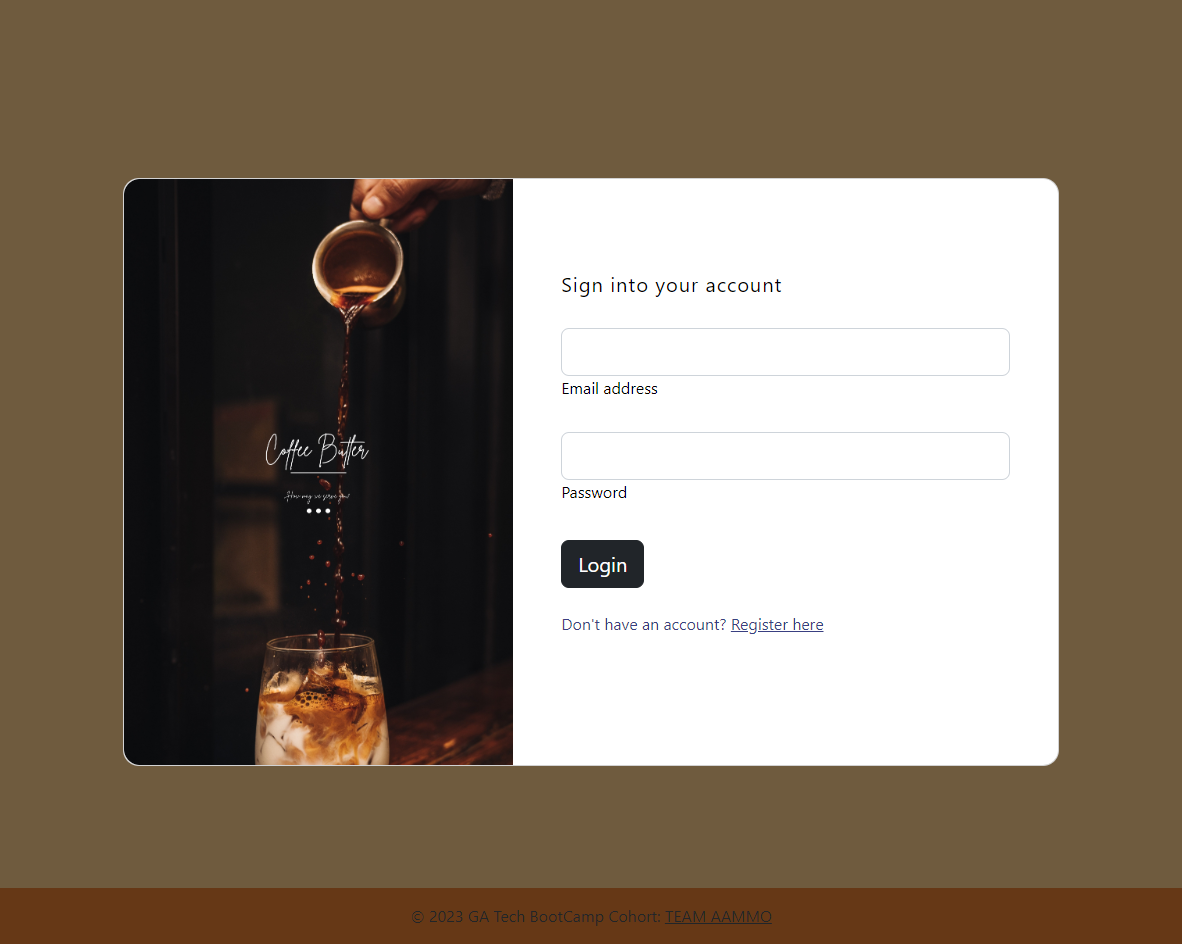 Sign into your account
Email address
Coffee Butler
How may we serve you?
Password
Login
Don't have an account? Register here
© 2023 GA Tech BootCamp Cohort: TEAM AAMMO